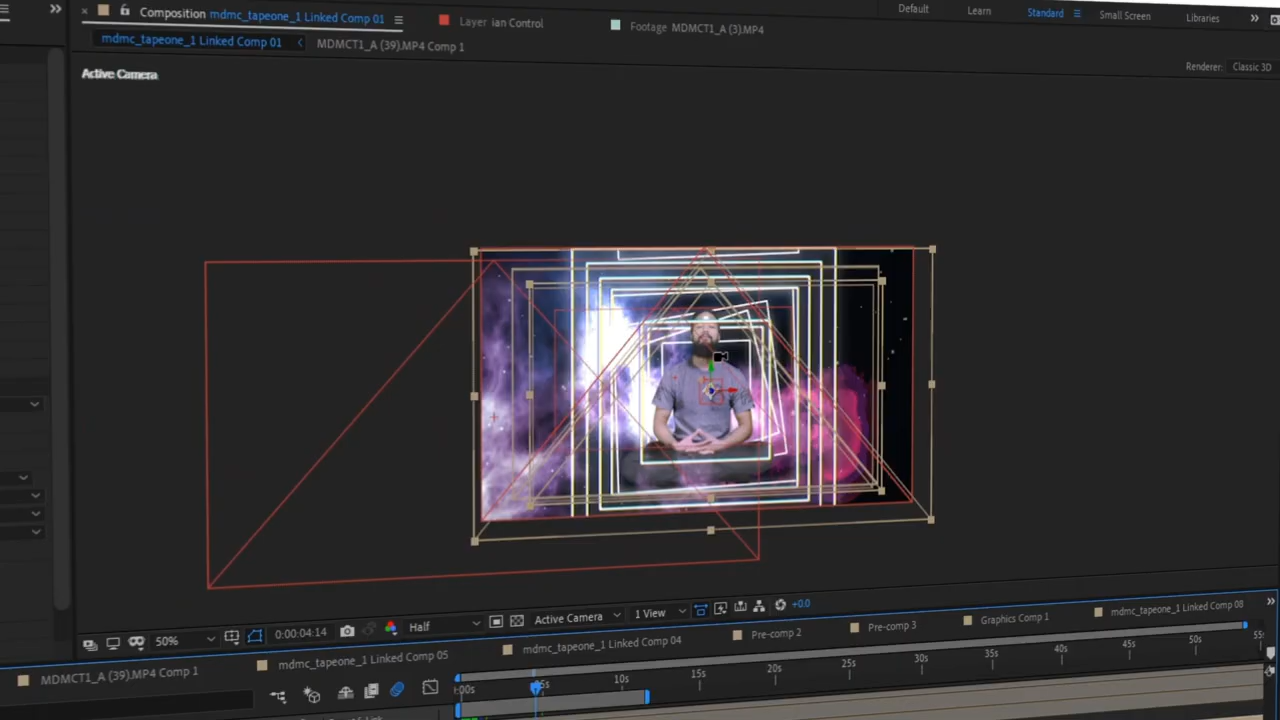 Default Learn Standard Small Screen Libraries
Composition mdmc_tapeone_1 Linked Comp 01 Layer ian Control Footage MDMCT1_A (3).MP4
mdmc_tapeone_1 Linked Comp 01 MDMCT1_A (39).MP4 Comp 1
Renderer: Classic 3D
Active Camera
50% 0:00:04:14 Half Active Camera 1 View +0.0
MDMCT1_A (39).MP4 Comp 1 mdmc_tapeone_1 Linked Comp 05 mdmc_tapeone_1 Linked Comp 04 Pre-comp 2 Pre-comp 3 Graphics Comp 1 mdmc_tapeone_1 Linked Comp 08
:00s 5s 10s 15s 20s 25s 30s 35s 40s 45s 50s 55s